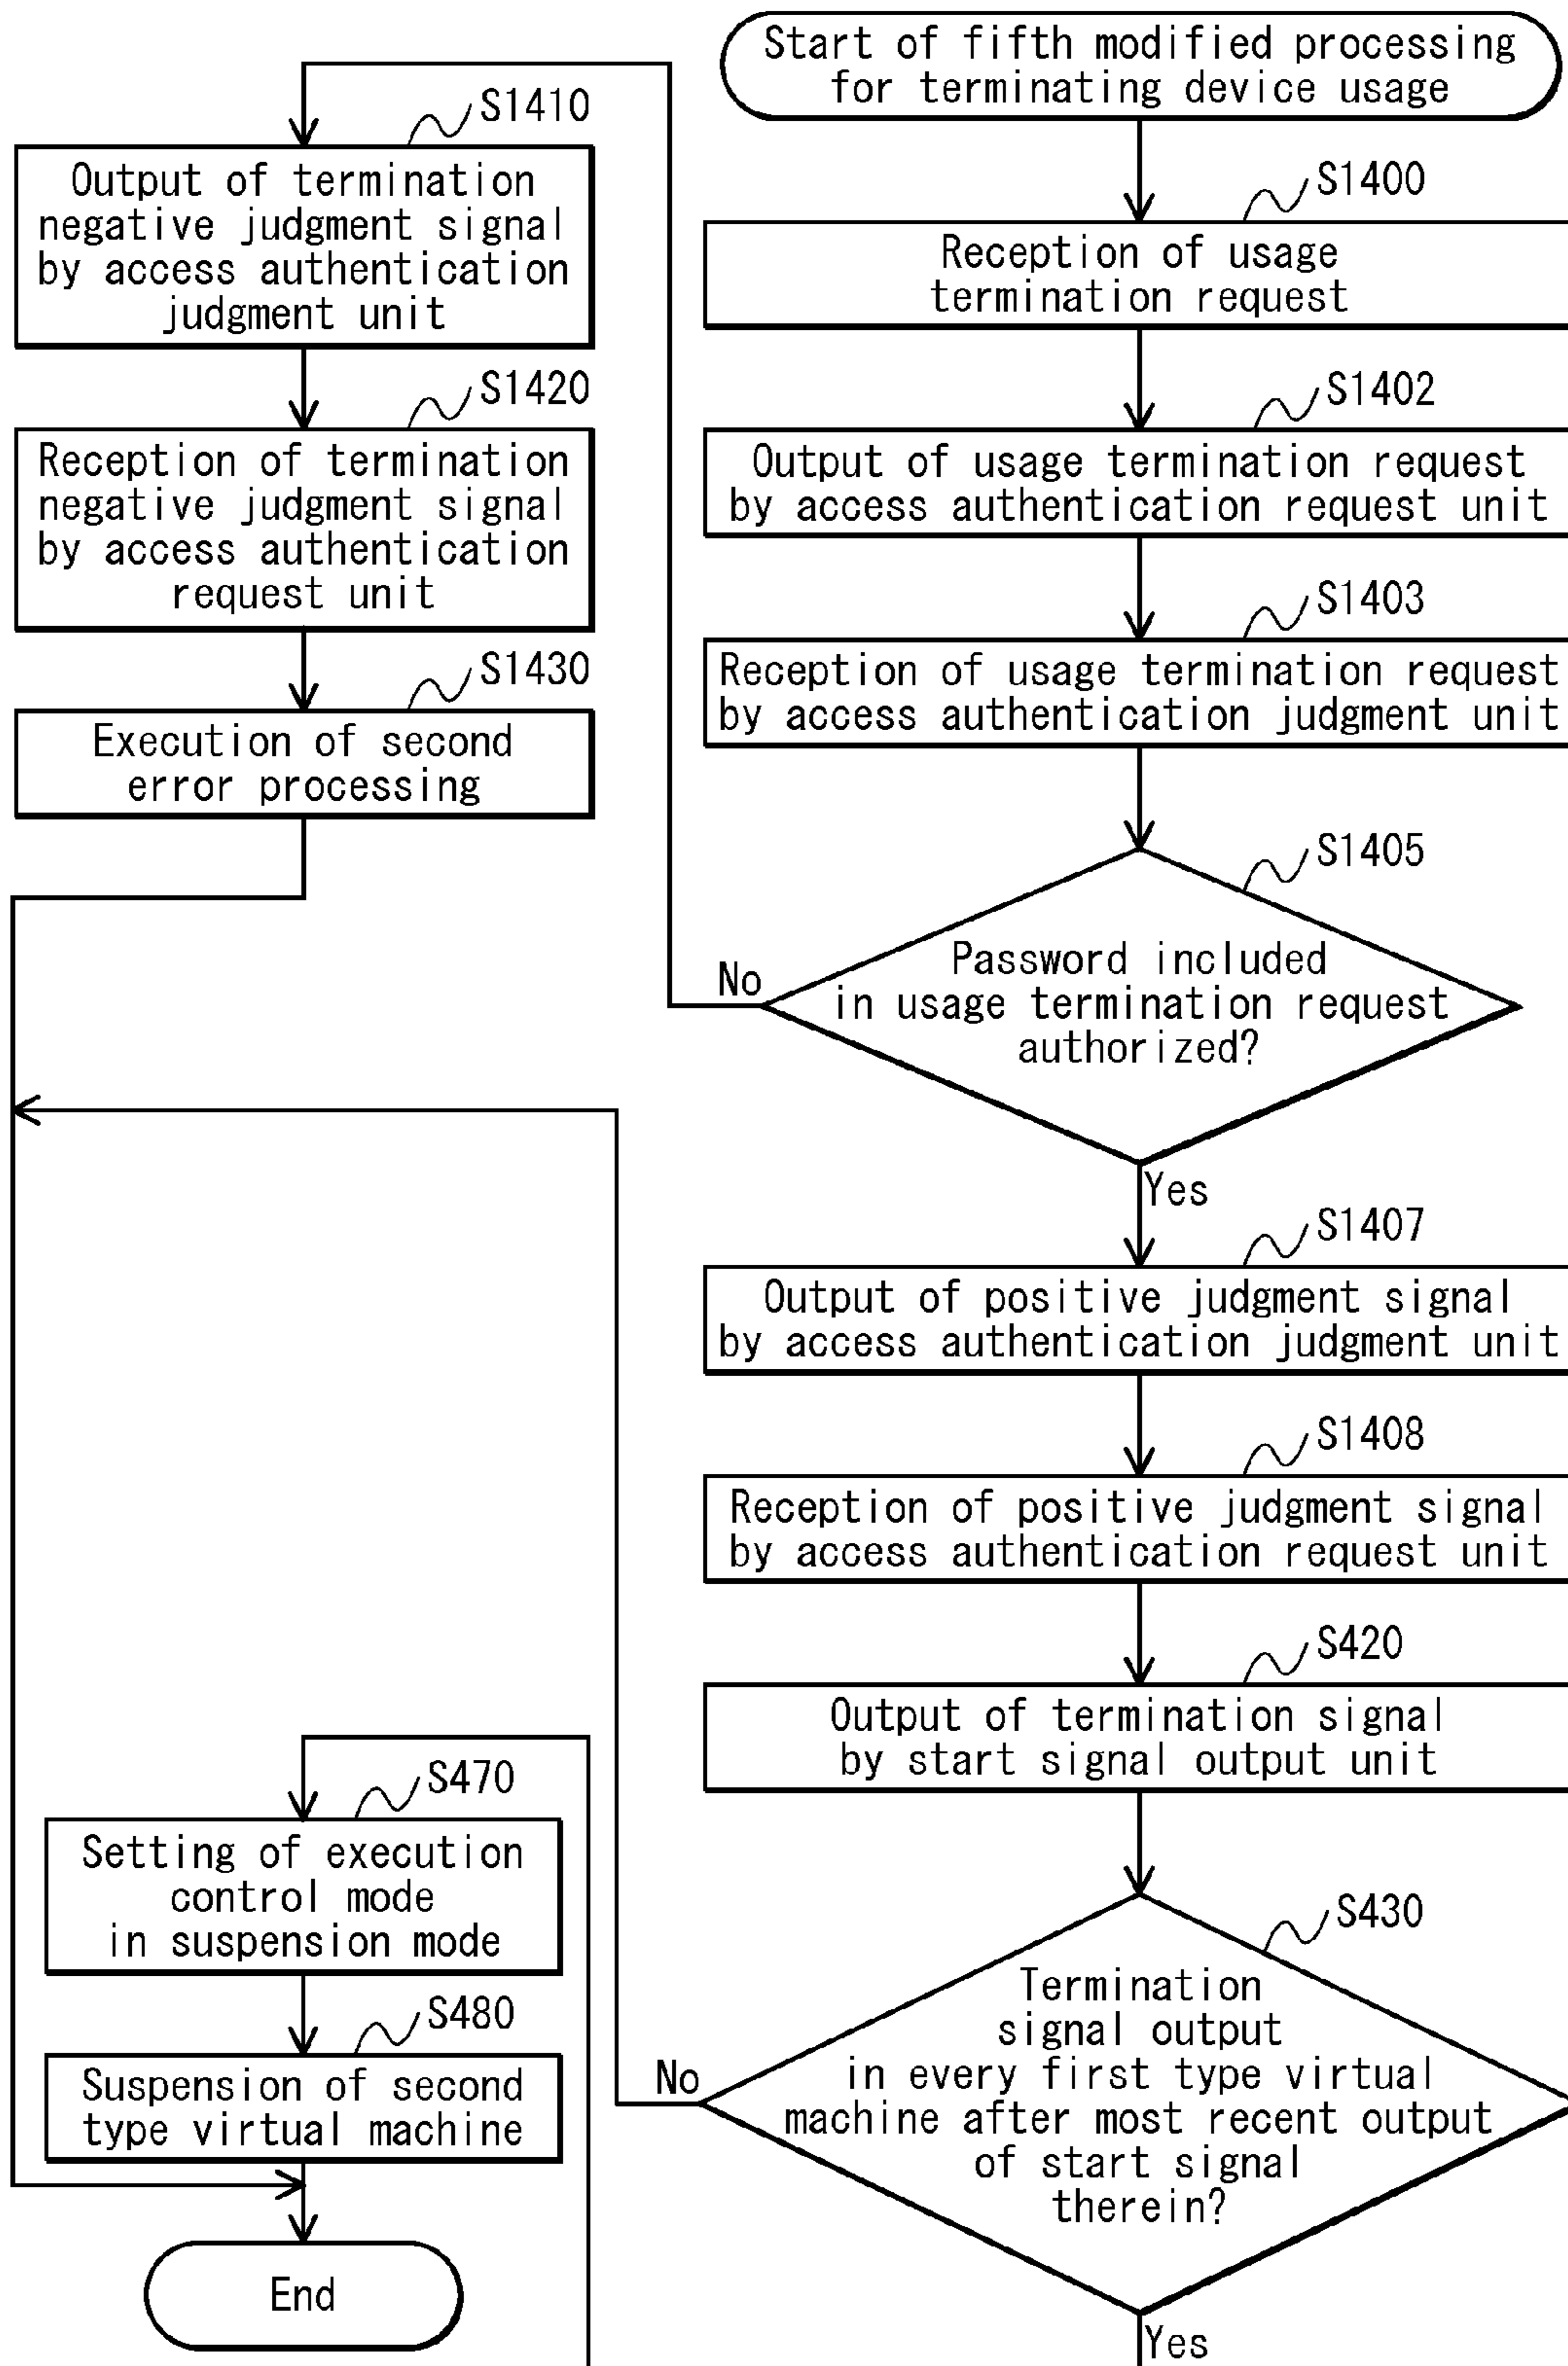 Start of fifth modified processing
for terminating device usage
S1400
Reception of usage
termination request
S1402
Output of usage termination request
by access authentication request unit
S1403
Reception of usage termination request
by access authentication judgment unit
S1405
Password included
in usage termination request
authorized?
No
Yes
S1410
Output of termination
negative judgment signal
by access authentication
judgment unit
S1420
Reception of termination
negative judgment signal
by access authentication
request unit
S1430
Execution of second
error processing
S1407
Output of positive judgment signal
by access authentication judgment unit
S1408
Reception of positive judgment signal
by access authentication request unit
S420
Output of termination signal
by start signal output unit
S430
Termination
signal output
in every first type virtual
machine after most recent output
of start signal
therein?
No
Yes
S470
Setting of execution
control mode
in suspension mode
S480
Suspension of second
type virtual machine
End